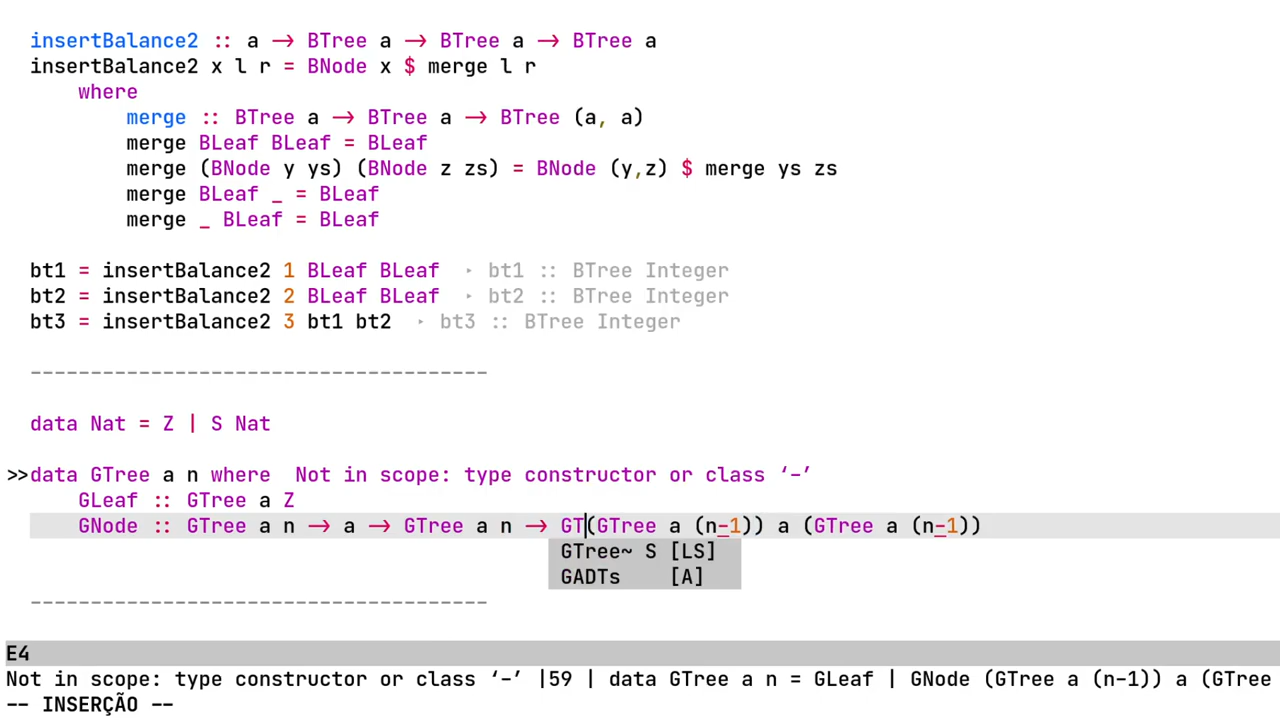 insertBalance2 :: a -> BTree a -> BTree a -> BTree a
insertBalance2 x l r = BNode x $ merge l r
where
merge :: BTree a -> BTree a -> BTree (a, a)
merge BLeaf BLeaf = BLeaf
merge (BNode y ys) (BNode z zs) = BNode (y,z) $ merge ys zs
merge BLeaf _ = BLeaf
merge _ BLeaf = BLeaf
bt1 = insertBalance2 1 BLeaf BLeaf ‣ bt1 :: BTree Integer
bt2 = insertBalance2 2 BLeaf BLeaf ‣ bt2 :: BTree Integer
bt3 = insertBalance2 3 bt1 bt2 ‣ bt3 :: BTree Integer
--------------------------------------
data Nat = Z | S Nat
>>data GTree a n where Not in scope: type constructor or class ‘-’
GLeaf :: GTree a Z
GNode :: GTree a n -> a -> GTree a n -> GT(GTree a (n-1)) a (GTree a (n-1))
GTree~ S [LS]
GADTs [A]
--------------------------------------
E4
Not in scope: type constructor or class ‘-’ |59 | data GTree a n = GLeaf | GNode (GTree a (n-1)) a (GTree
-- INSERÇÃO --